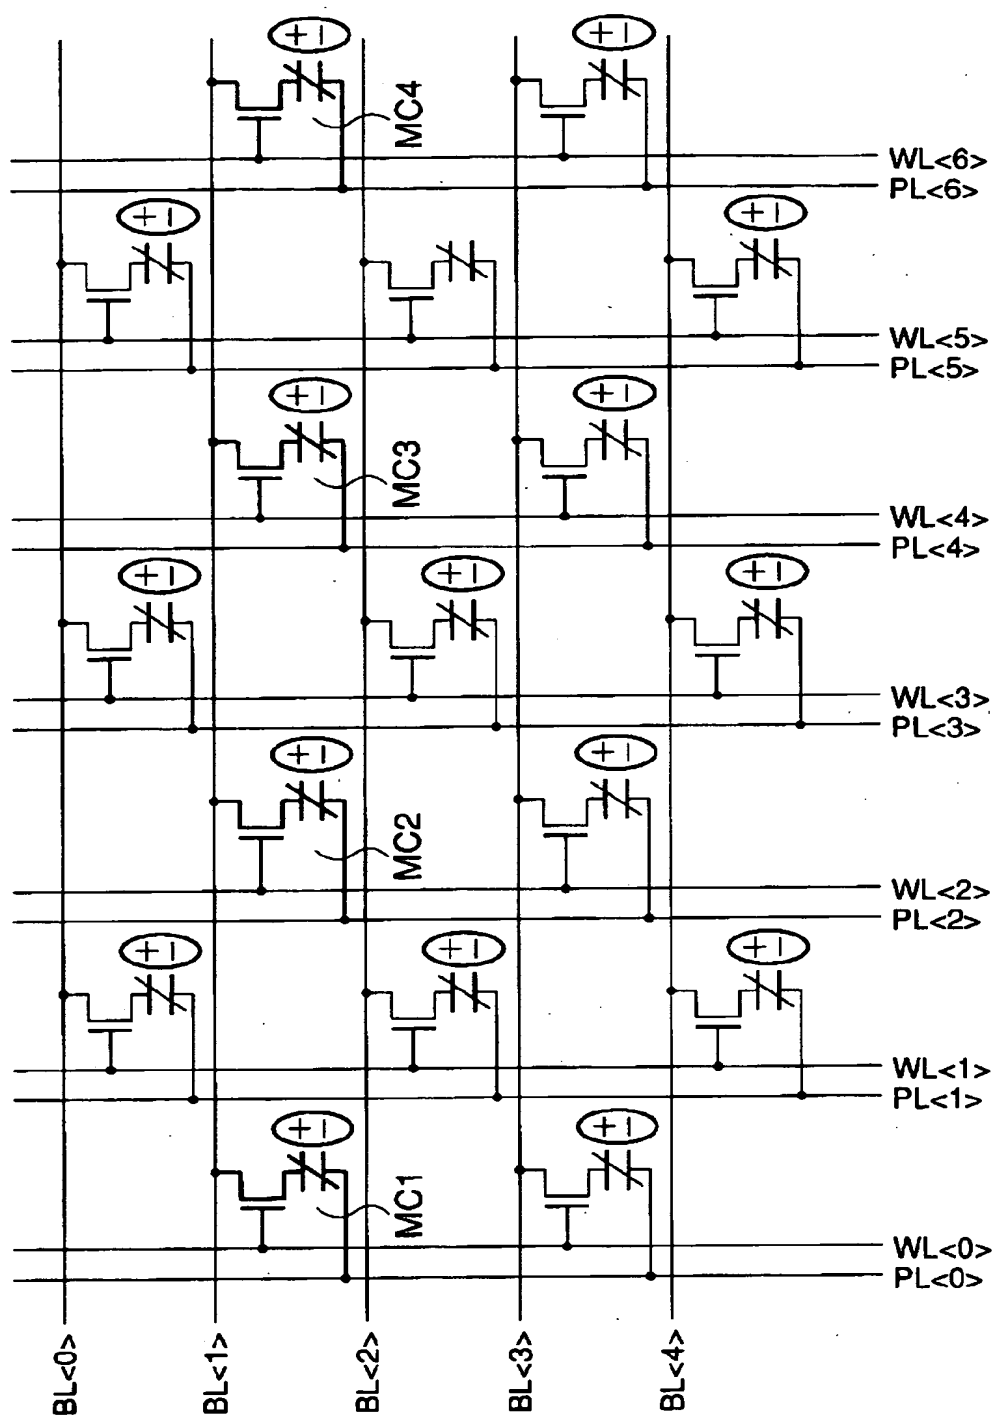 + −
+ −
MC4
WL<6>
PL<6>
+ −
+ −
WL<5>
PL<5>
+ −
+ −
MC3
WL<4>
PL<4>
+ −
+ −
+ −
WL<3>
PL<3>
+ −
+ −
MC2
WL<2>
PL<2>
+ −
+ −
+ −
WL<1>
PL<1>
+ −
+ −
MC1
WL<0>
PL<0>
BL<0>
BL<1>
BL<2>
BL<3>
BL<4>